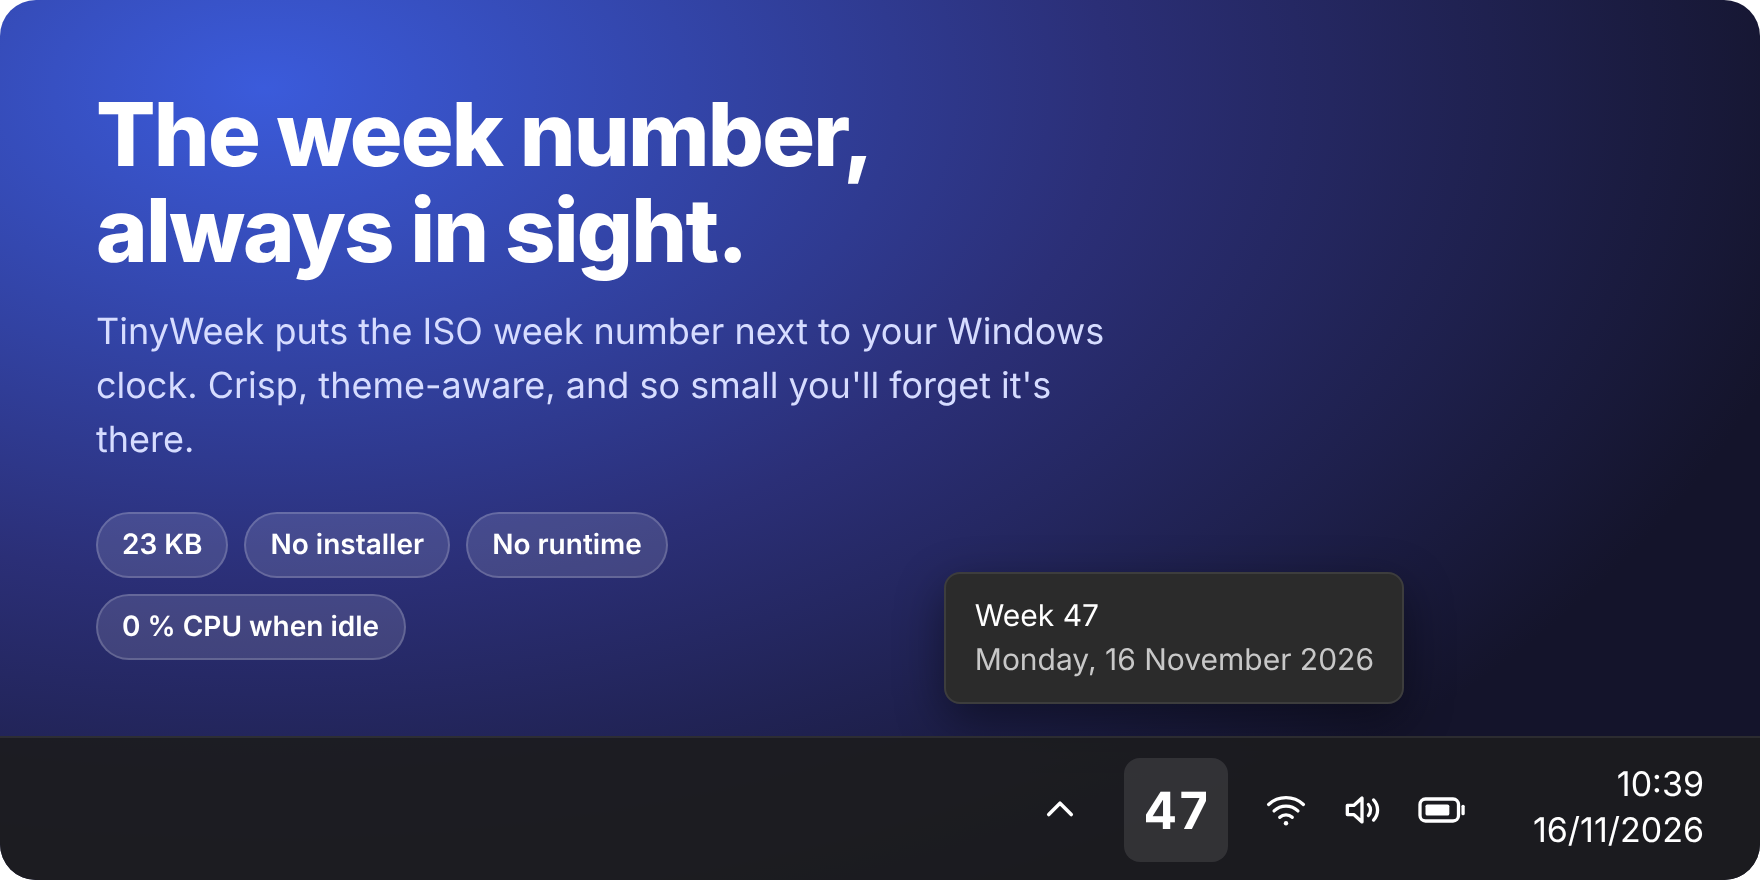 The week number,
always in sight.
TinyWeek puts the ISO week number next to your Windows
clock. Crisp, theme-aware, and so small you'll forget it's
there.
23 KB
No installer
No runtime
0 % CPU when idle
Week 47
Monday, 16 November 2026
47
10:39
16/11/2026